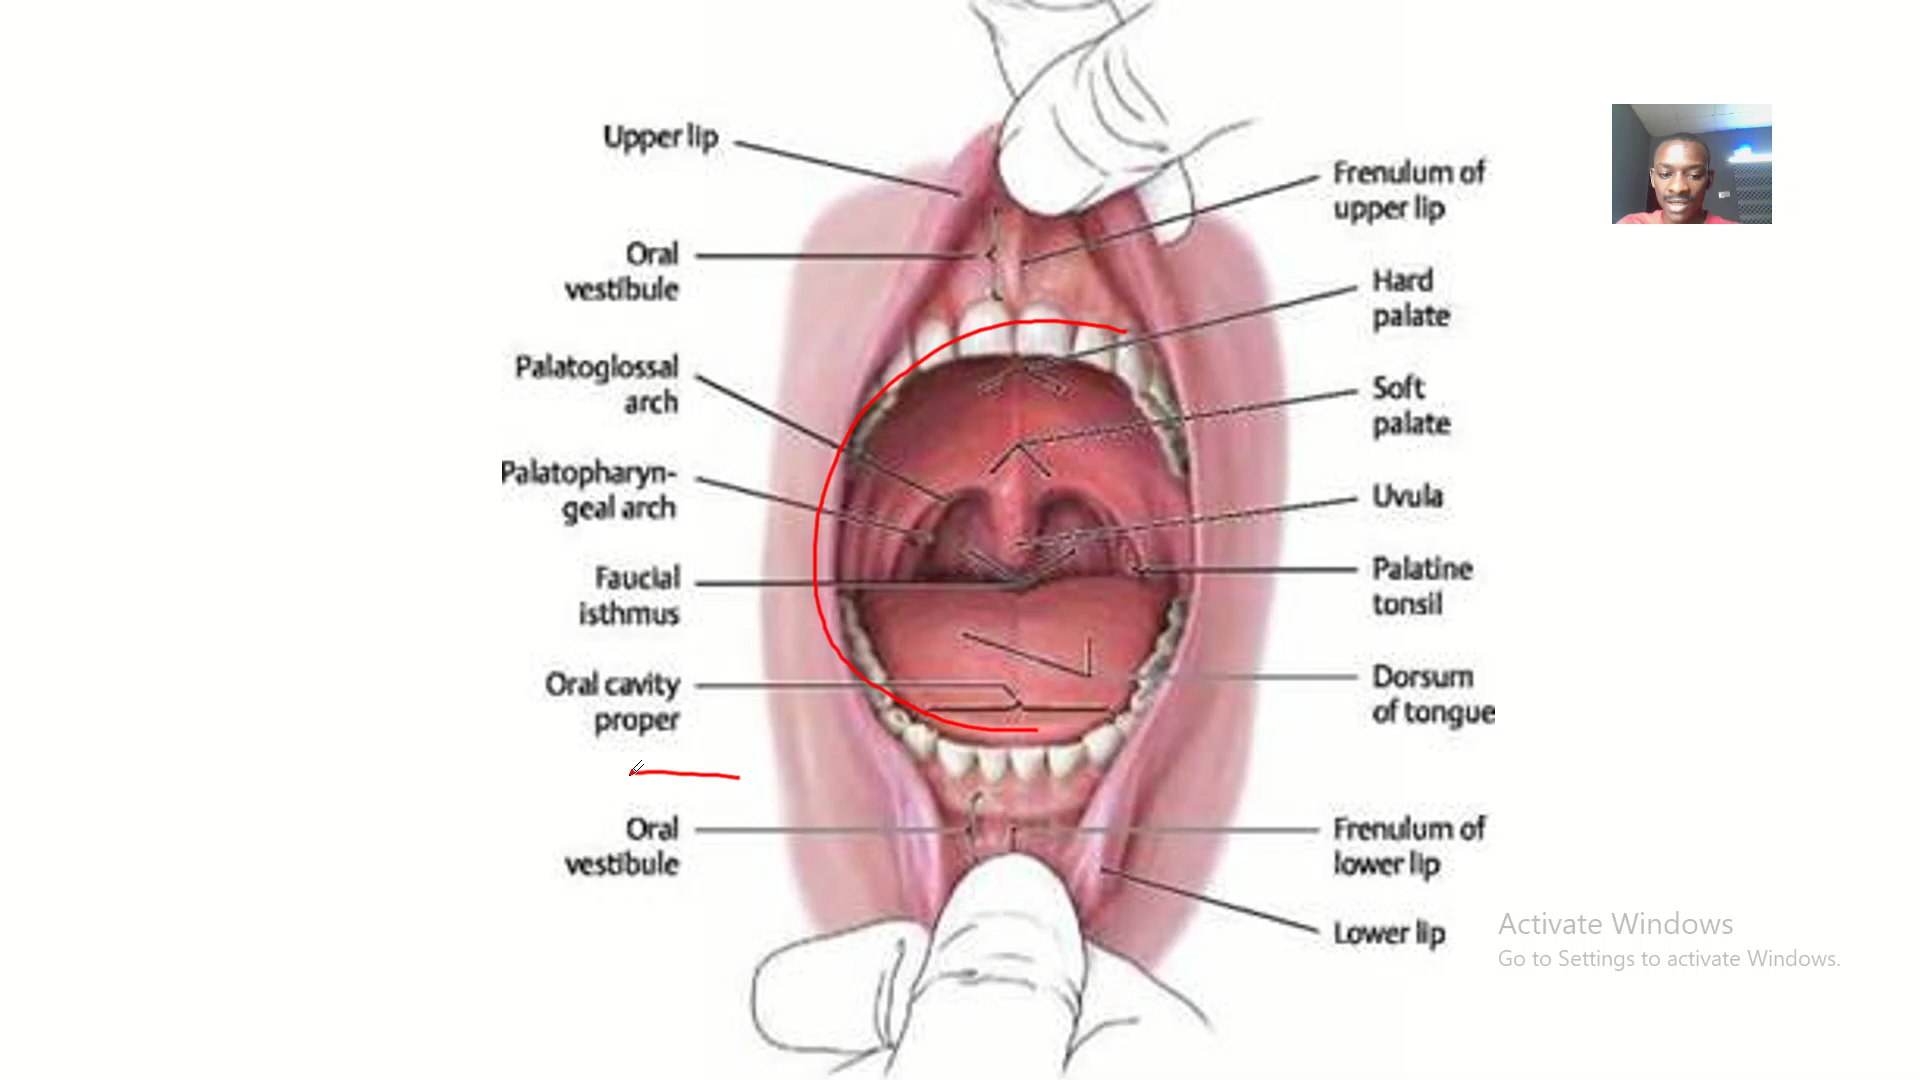 Upper lip
Oral
vestibule
Palatoglossal
arch
Palatopharyn-
geal arch
Faucial
isthmus
Oral cavity
proper
Oral
vestibule
Frenulum of
upper lip
Hard
palate
Soft
palate
Uvula
Palatine
tonsil
Dorsum
of tongue
Frenulum of
lower lip
Lower lip
Activate Windows
Go to Settings to activate Windows.